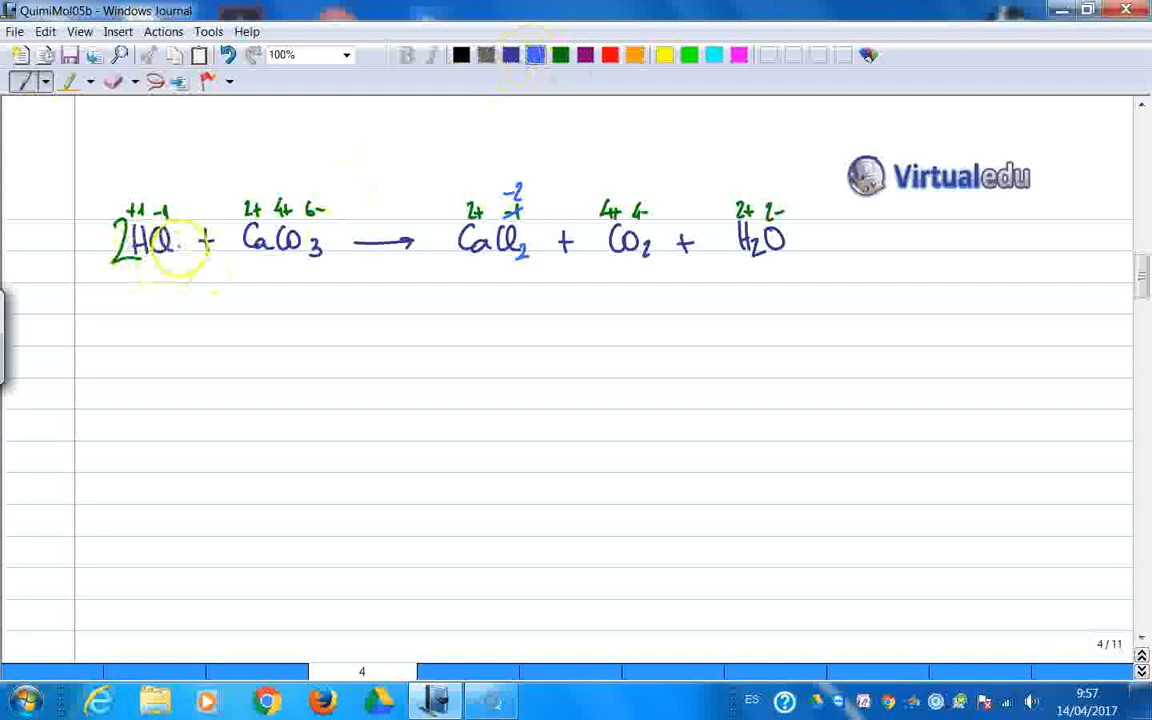 QuimiMol05b - Windows Journal
File Edit View Insert Actions Tools Help
100%
Virtualedu
+1 -1 2+ 4+ 6- 2+ -1 -2 4+ 4- 2+ 2-
2HCl + CaCO3 → CaCl2 + CO2 + H2O
4/11
4
ES
9:57
14/04/2017